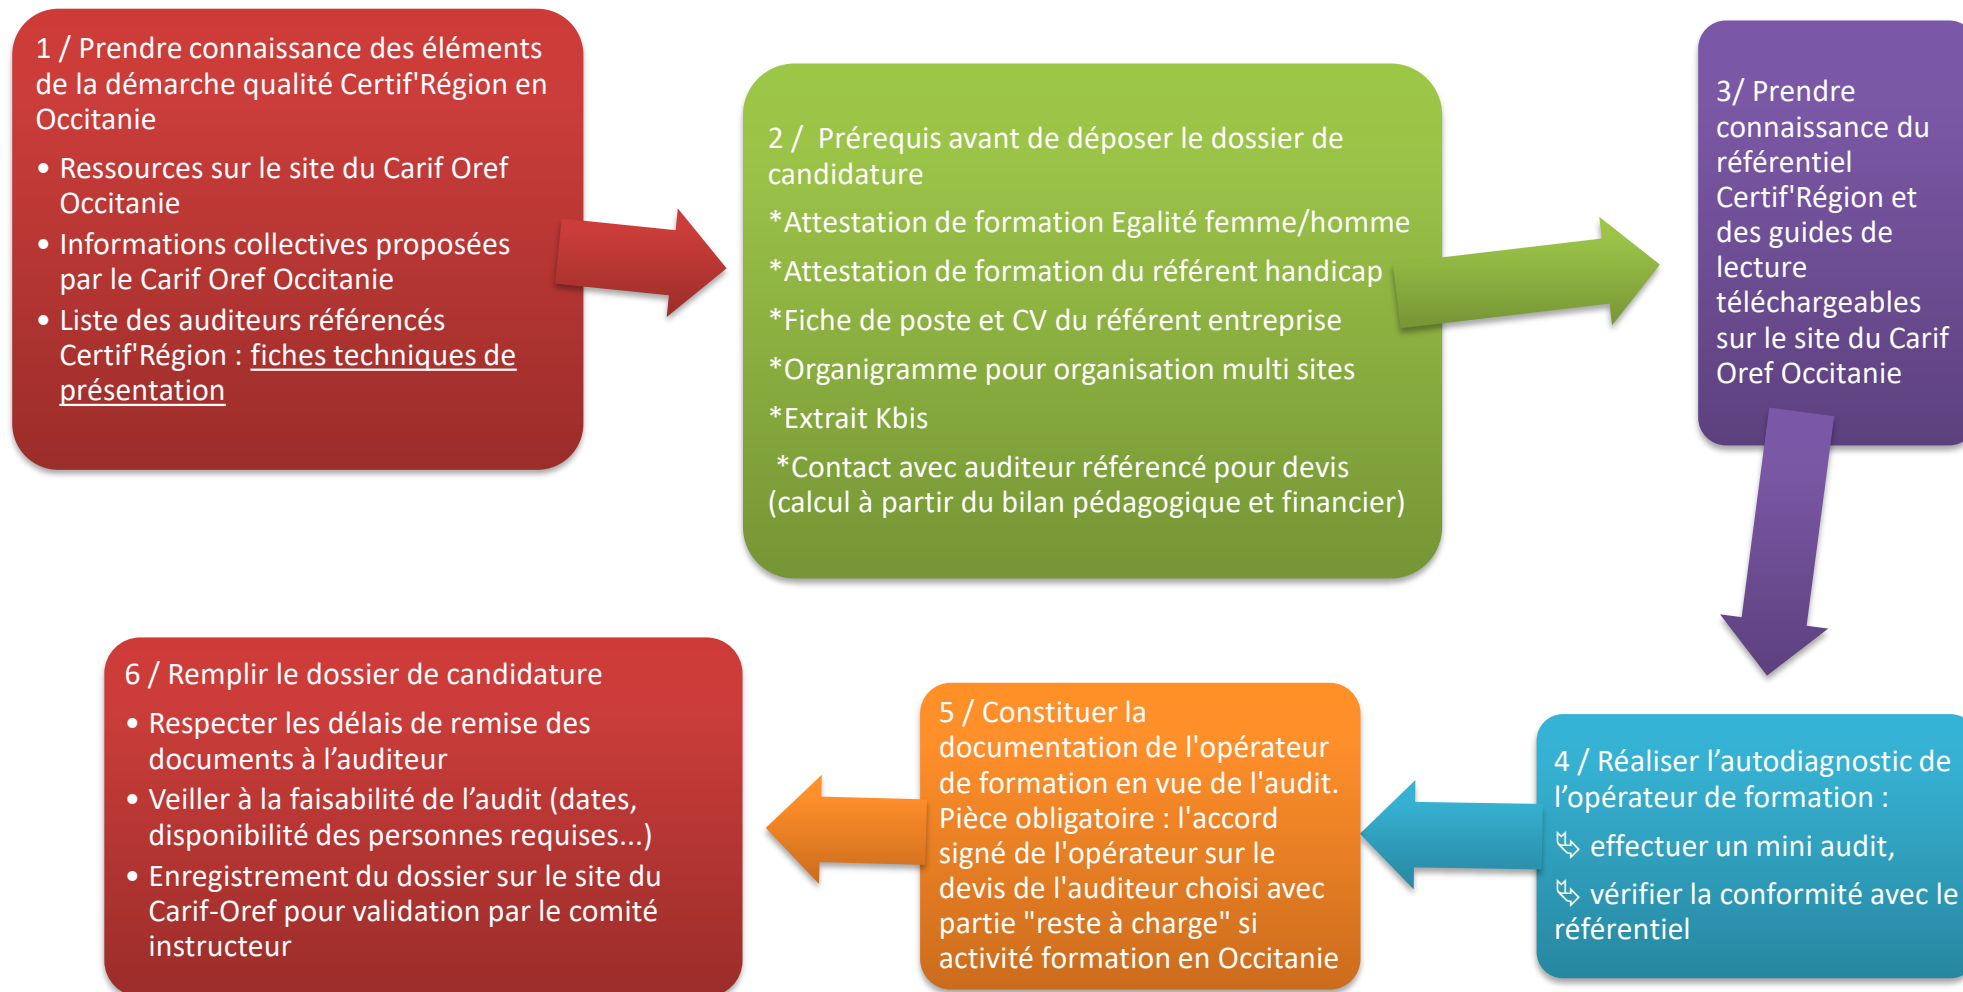 1 / Prendre connaissance des éléments
de la démarche qualité Certif'Région en
Occitanie
• Ressources sur le site du Carif Oref
Occitanie
• Informations collectives proposées
par le Carif Oref Occitanie
• Liste des auditeurs référencés
Certif'Région : fiches techniques de
présentation
2 / Prérequis avant de déposer le dossier de
candidature
*Attestation de formation Egalité femme/homme
*Attestation de formation du référent handicap
*Fiche de poste et CV du référent entreprise
*Organigramme pour organisation multi sites
*Extrait Kbis
*Contact avec auditeur référencé pour devis
(calcul à partir du bilan pédagogique et financier)
3/ Prendre
connaissance du
référentiel
Certif'Région et
des guides de
lecture
téléchargeables
sur le site du Carif
Oref Occitanie
4 / Réaliser l’autodiagnostic de
l’opérateur de formation :
↳ effectuer un mini audit,
↳ vérifier la conformité avec le
référentiel
5 / Constituer la
documentation de l'opérateur
de formation en vue de l'audit.
Pièce obligatoire : l'accord
signé de l'opérateur sur le
devis de l'auditeur choisi avec
partie "reste à charge" si
activité formation en Occitanie
6 / Remplir le dossier de candidature
• Respecter les délais de remise des
documents à l’auditeur
• Veiller à la faisabilité de l’audit (dates,
disponibilité des personnes requises...)
• Enregistrement du dossier sur le site du
Carif-Oref pour validation par le comité
instructeur